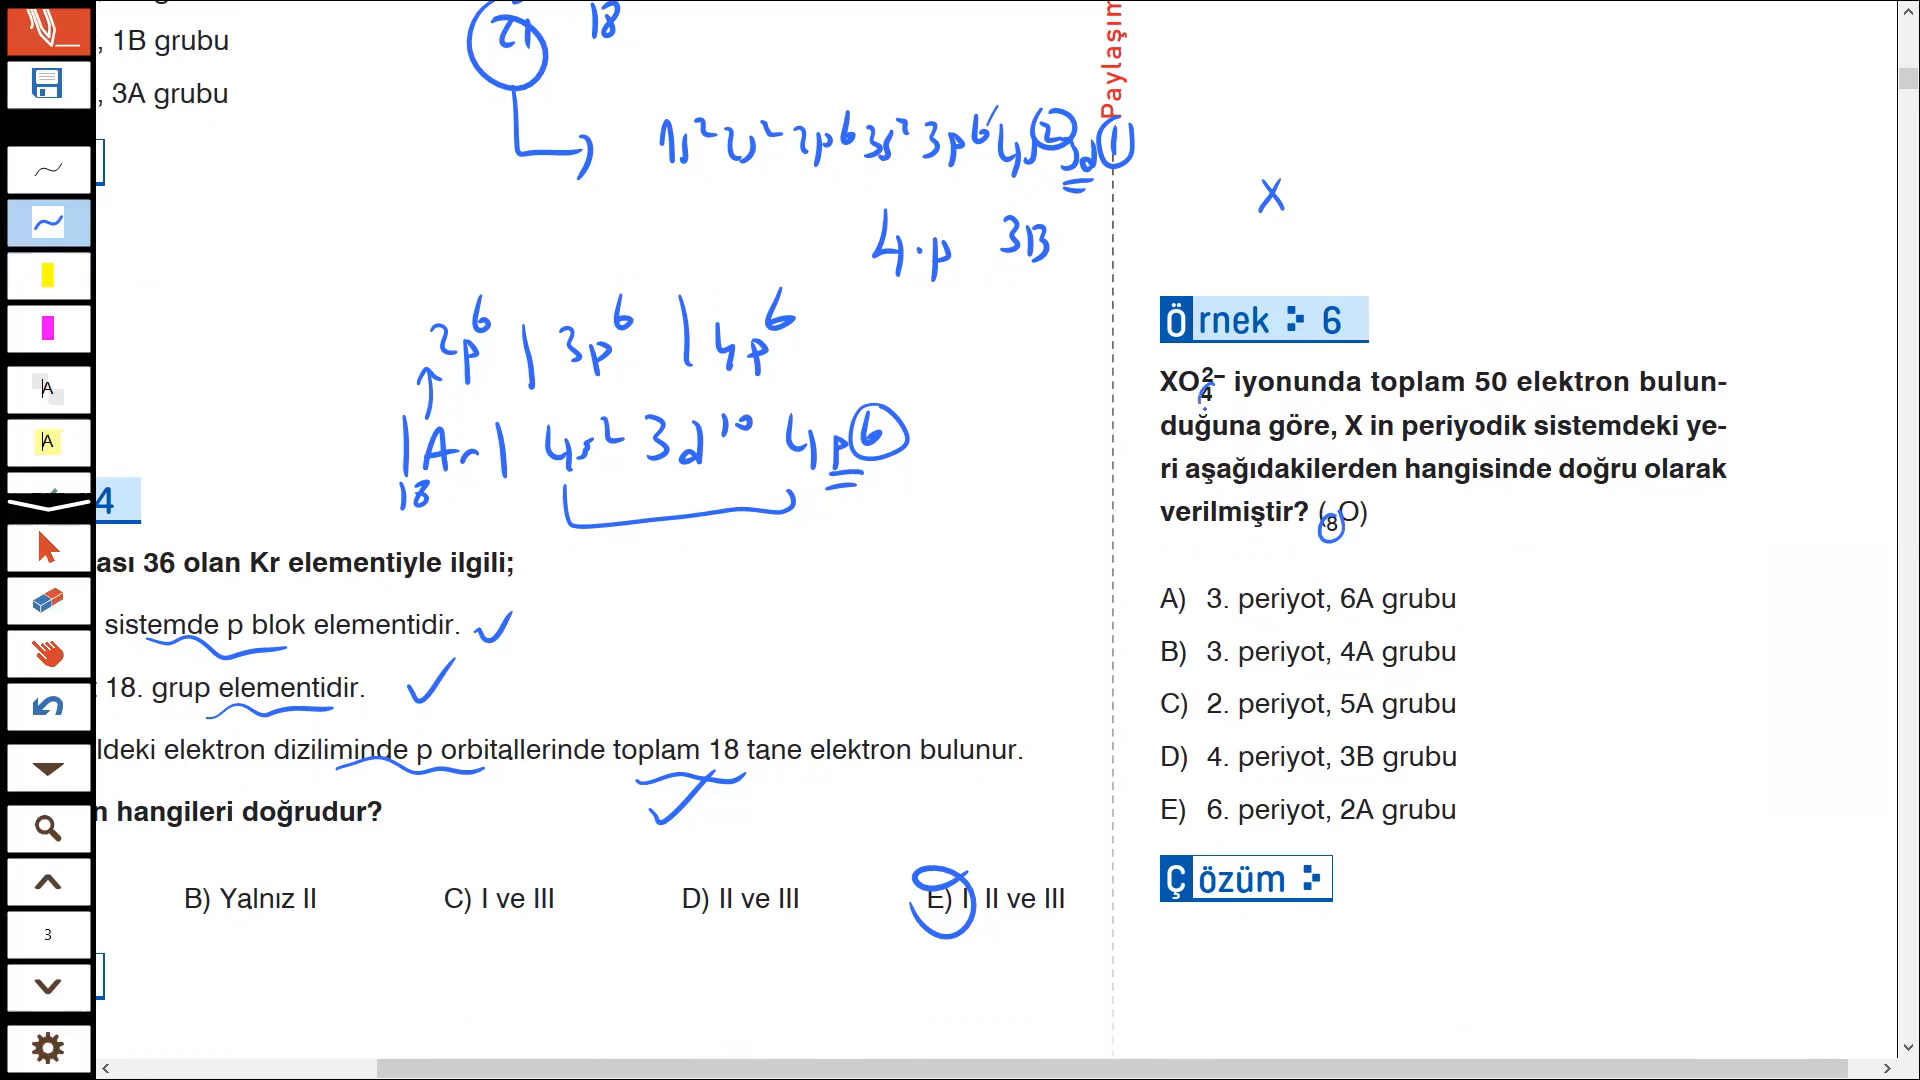 , 1B grubu
, 3A grubu
21 18
1s² 2s² 2p⁶ 3s² 3p⁶ 4s² 3d¹
4.p 3B
2p⁶ | 3p⁶ | 4p⁶
|Ar| 4s² 3d¹⁰ 4p⁶
18
4
ası 36 olan Kr elementiyle ilgili;
sistemde p blok elementidir.
18. grup elementidir.
ldeki elektron diziliminde p orbitallerinde toplam 18 tane elektron bulunur.
n hangileri doğrudur?
B) Yalnız II C) I ve III D) II ve III E) I, II ve III
Paylaşım
X
Örnek 6
XO₄²⁻ iyonunda toplam 50 elektron bulun-
duğuna göre, X in periyodik sistemdeki ye-
ri aşağıdakilerden hangisinde doğru olarak
verilmiştir? (₈O)
A) 3. periyot, 6A grubu
B) 3. periyot, 4A grubu
C) 2. periyot, 5A grubu
D) 4. periyot, 3B grubu
E) 6. periyot, 2A grubu
Çözüm
A
A
3